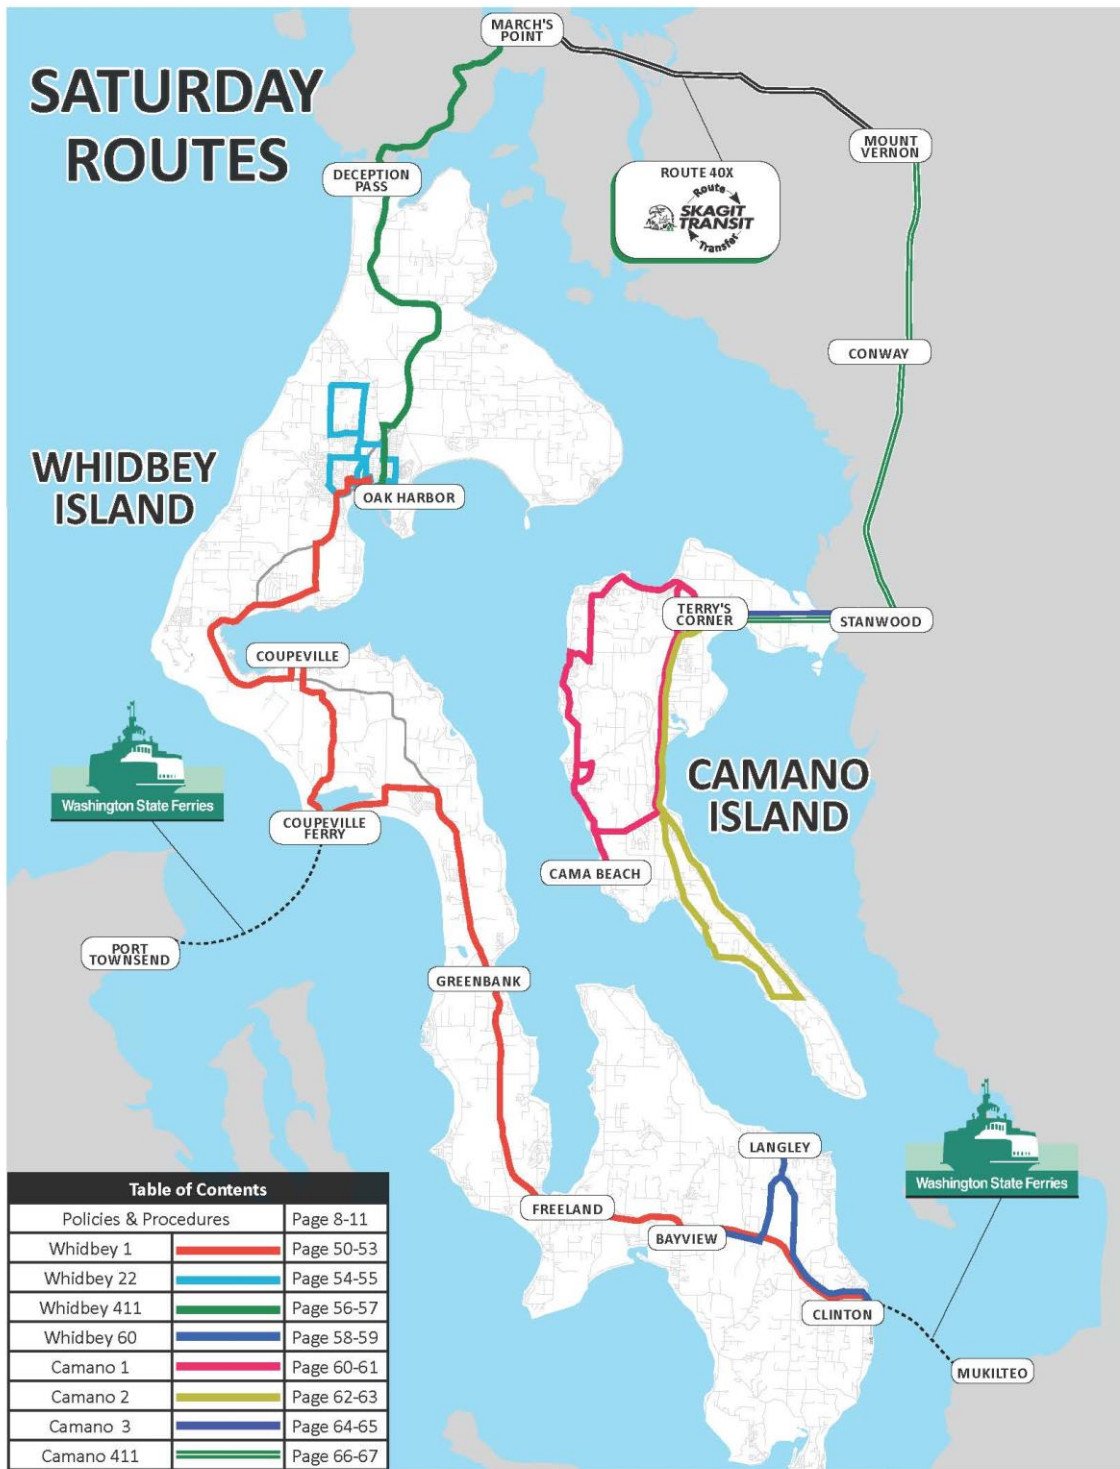 MARCH'S
POINT
SATURDAY
ROUTES
MOUNT
VERNON
DECEPTION
PASS
ROUTE 40X
Route
SKAGIT
TRANSIT
Transfer
CONWAY
WHIDBEY
ISLAND
OAK HARBOR
TERRY'S
CORNER
STANWOOD
COUPEVILLE
CAMANO
ISLAND
Washington State Ferries
COUPEVILLE
FERRY
CAMA BEACH
PORT
TOWNSEND
GREENBANK
LANGLEY
Washington State Ferries
FREELAND
BAYVIEW
CLINTON
MUKILTEO
Table of Contents
Policies & Procedures Page 8-11
Whidbey 1 Page 50-53
Whidbey 22 Page 54-55
Whidbey 411 Page 56-57
Whidbey 60 Page 58-59
Camano 1 Page 60-61
Camano 2 Page 62-63
Camano 3 Page 64-65
Camano 411 Page 66-67